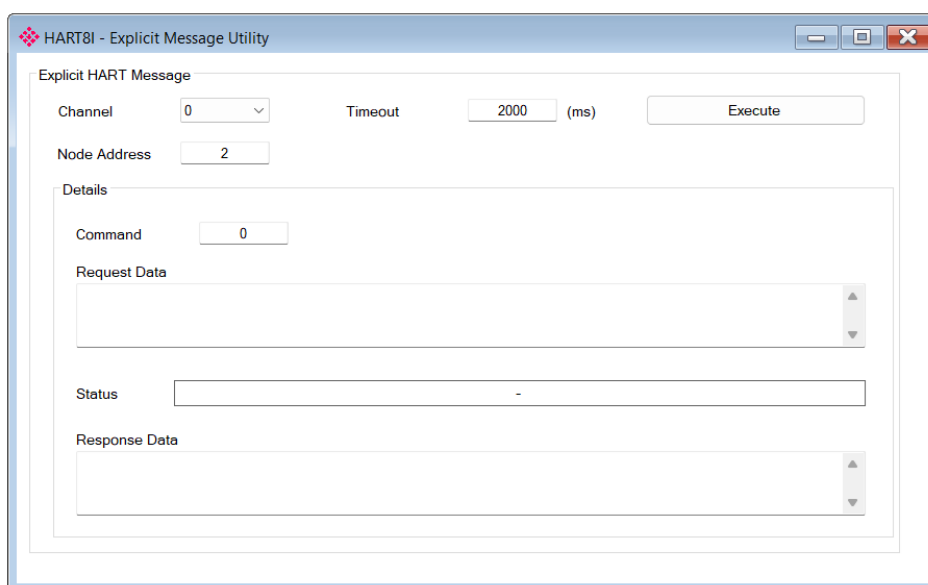 HART8I - Explicit Message Utility
Explicit HART Message
Channel 0 Timeout 2000 (ms) Execute
Node Address 2
Details
Command 0
Request Data
Status -
Response Data